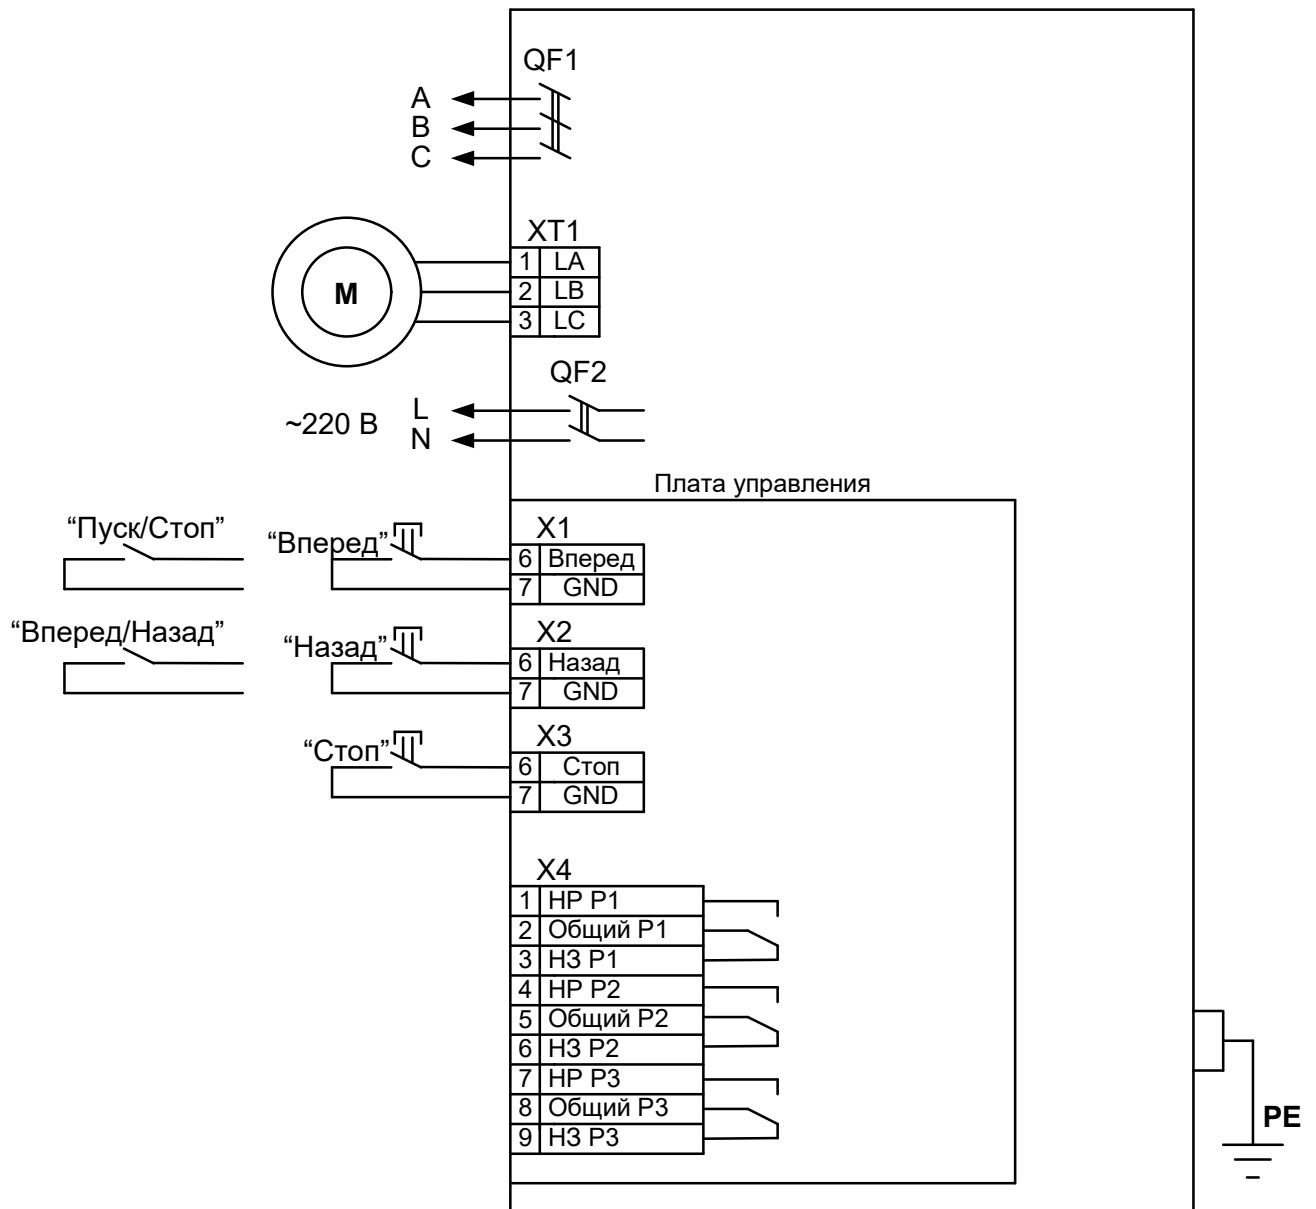 QF1
A
B
C
XT1
1 LA
2 LB
3 LC
M
QF2
~220 В
L
N
Плата управления
“Пуск/Стоп”
“Вперед”
X1
6 Вперед
7 GND
“Вперед/Назад”
“Назад”
X2
6 Назад
7 GND
“Стоп”
X3
6 Стоп
7 GND
X4
1 НР Р1
2 Общий Р1
3 НЗ Р1
4 НР Р2
5 Общий Р2
6 НЗ Р2
7 НР Р3
8 Общий Р3
9 НЗ Р3
PE